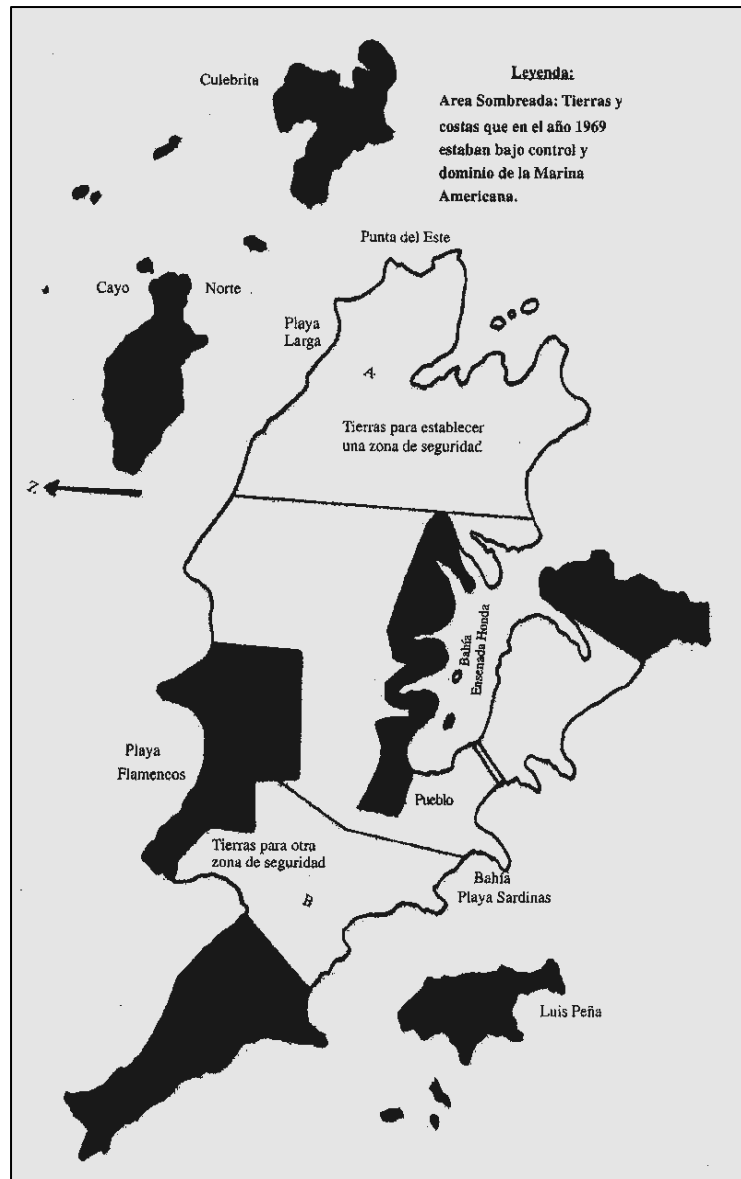 Culebrita
Leyenda:
Area Sombreada: Tierras y
costas que en el año 1969
estaban bajo control y
dominio de la Marina
Americana.
Punta del Este
Cayo Norte
Playa
Larga
A
Tierras para establecer
una zona de seguridad.
N
Bahía
Ensenada Honda
Playa
Flamencos
Pueblo
Tierras para otra
zona de seguridad
B
Bahía
Playa Sardinas
Luis Peña